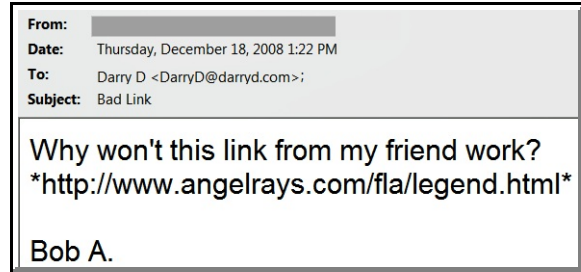 From:
Date: Thursday, December 18, 2008 1:22 PM
To: Darry D <DarryD@darryd.com>;
Subject: Bad Link
Why won't this link from my friend work?
*http://www.angelrays.com/fla/legend.html*
Bob A.